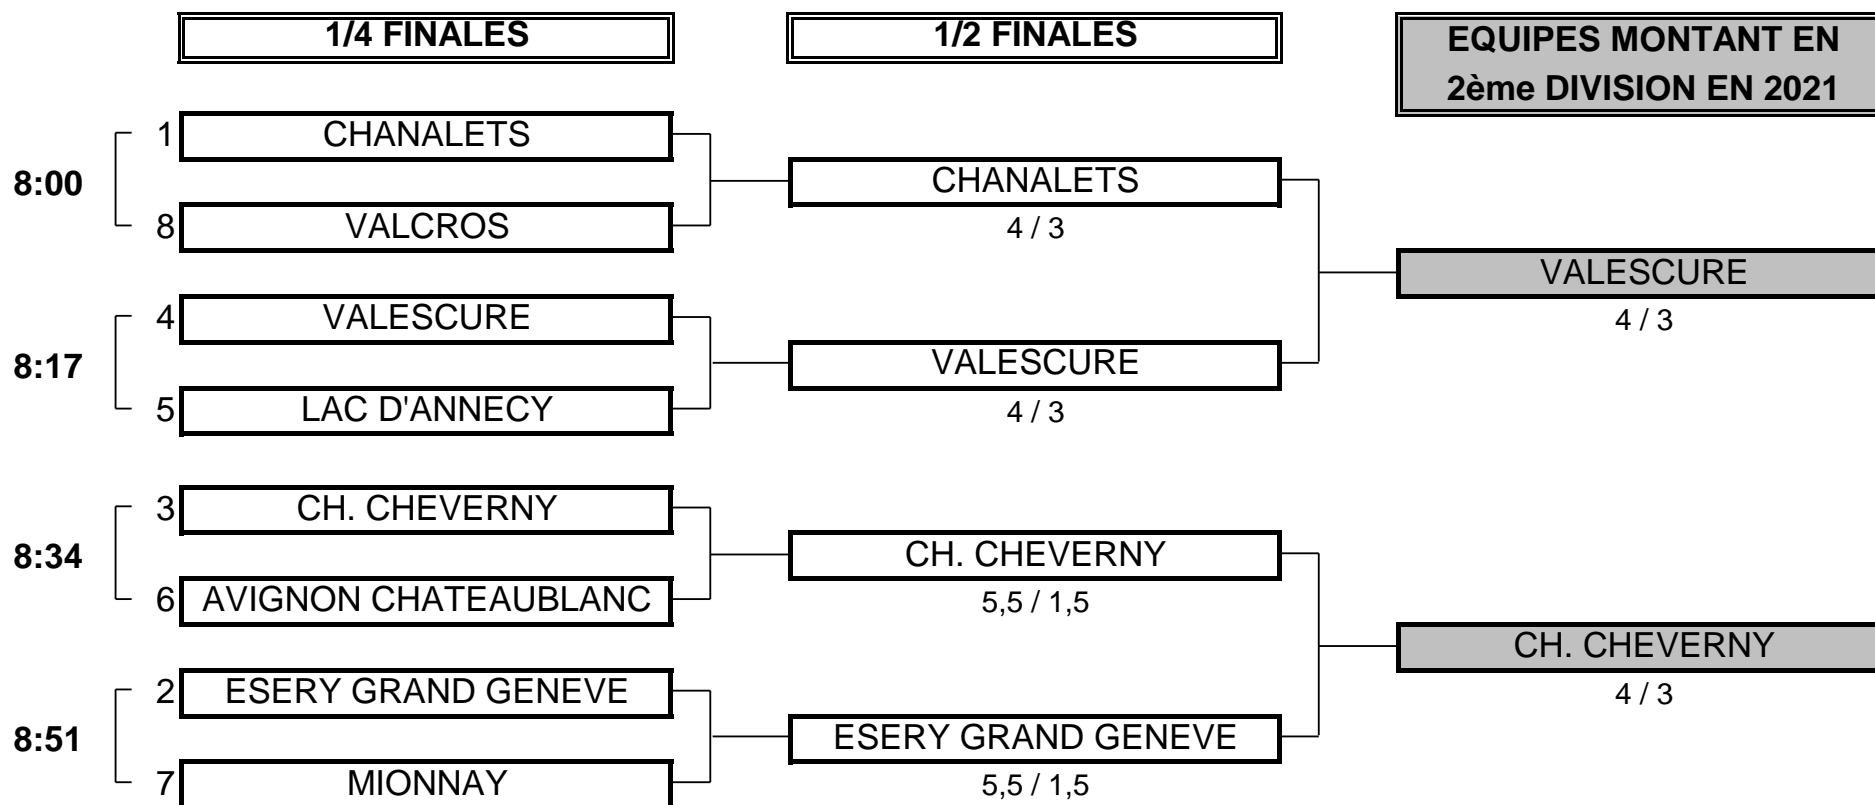 1/4 FINALES
1/2 FINALES
EQUIPES MONTANT EN
2ème DIVISION EN 2021
8:00
1 CHANALETS
8 VALCROS
8:17
4 VALESCURE
5 LAC D'ANNECY
8:34
3 CH. CHEVERNY
6 AVIGNON CHATEAUBLANC
8:51
2 ESERY GRAND GENEVE
7 MIONNAY
CHANALETS
4 / 3
VALESCURE
4 / 3
CH. CHEVERNY
5,5 / 1,5
ESERY GRAND GENEVE
5,5 / 1,5
VALESCURE
4 / 3
CH. CHEVERNY
4 / 3